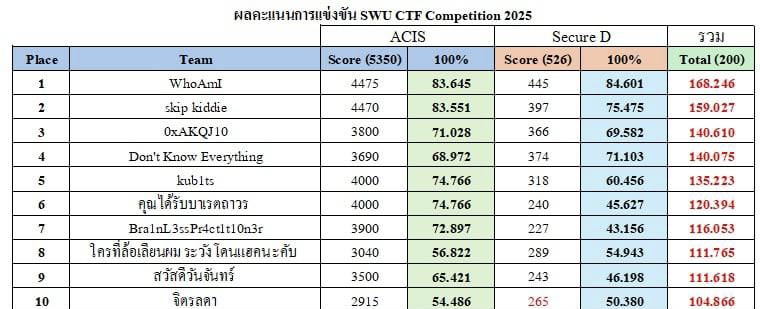 ผลคะแนนการแข่งขัน SWU CTF Competition 2025
ACIS Secure D รวม
Place Team Score (5350) 100% Score (526) 100% Total (200)
1 WhoAmI 4475 83.645 445 84.601 168.246
2 skip kiddie 4470 83.551 397 75.475 159.027
3 0xAKQJ10 3800 71.028 366 69.582 140.610
4 Don't Know Everything 3690 68.972 374 71.103 140.075
5 kub1ts 4000 74.766 318 60.456 135.223
6 คุณได้รับบาเรตถาวร 4000 74.766 240 45.627 120.394
7 Bra1nL3ssPr4ct1t10n3r 3900 72.897 227 43.156 116.053
8 ใครที่ล้อเลียนผม ระวังโดนแฮคนะคับ 3040 56.822 289 54.943 111.765
9 สวัสดีวันจันทร์ 3500 65.421 243 46.198 111.618
10 จิตรลดา 2915 54.486 265 50.380 104.866